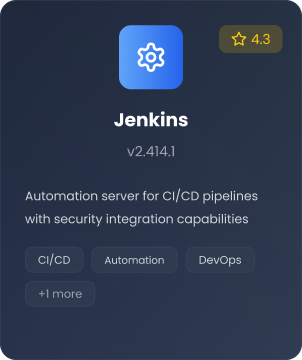 4.3
Jenkins
v2.414.1
Automation server for CI/CD pipelines
with security integration capabilities
CI/CD Automation DevOps
+1 more